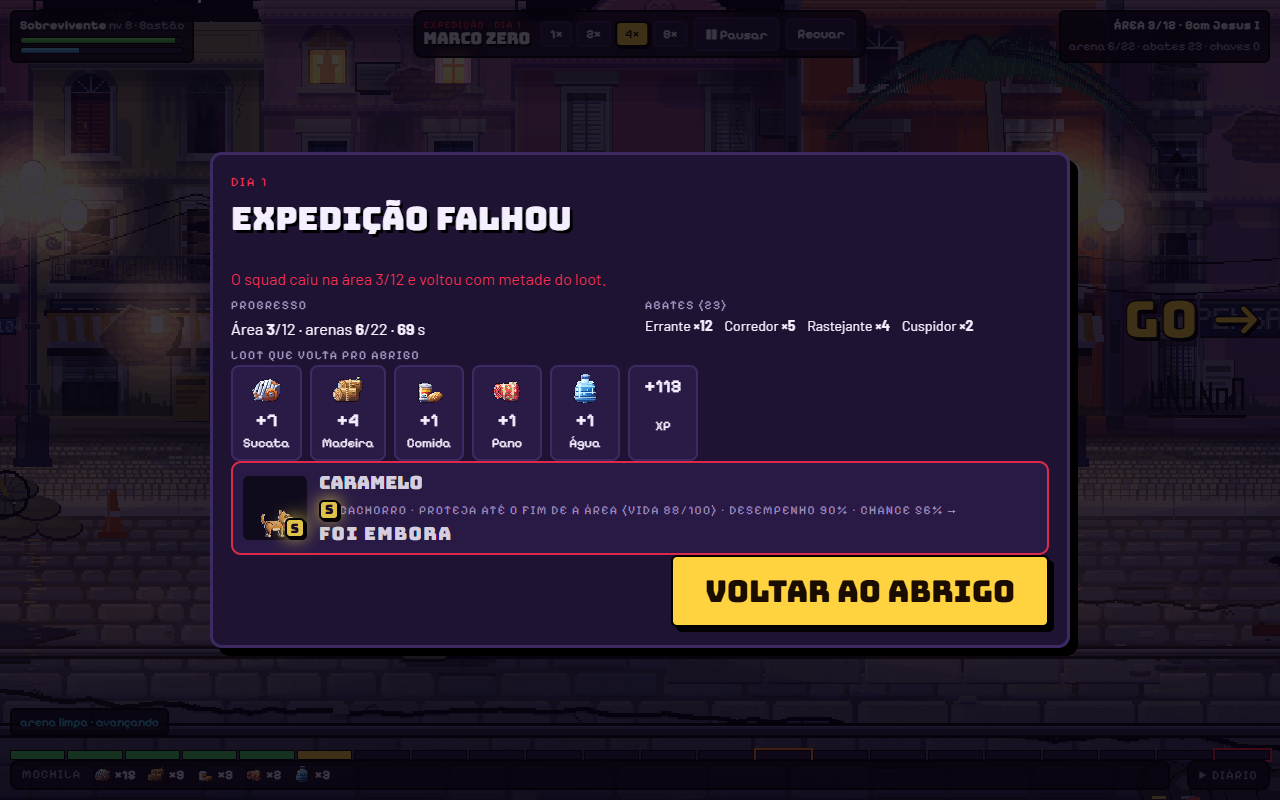 Sobrevivente nv 8 · Bastão
EXPEDIÇÃO · DIA 1
MARCO ZERO
1×
2×
4×
8×
Pausar
Recuar
ÁREA 3/12 · Bom Jesus I
arena 6/22 · abates 23 · chaves 0
GO →
DIA 1
EXPEDIÇÃO FALHOU
O squad caiu na área 3/12 e voltou com metade do loot.
PROGRESSO
Área 3/12 · arenas 6/22 · 69 s
ABATES (23)
Errante ×12 Corredor ×5 Rastejante ×4 Cuspidor ×2
LOOT QUE VOLTA PRO ABRIGO
+7
Sucata
+4
Madeira
+1
Comida
+1
Pano
+1
Água
+113
XP
S
CARAMELO
S CACHORRO · PROTEJA ATÉ O FIM DE A ÁREA (VIDA 88/100) · DESEMPENHO 90% · CHANCE 56% →
FOI EMBORA
VOLTAR AO ABRIGO
arena limpa · avançando
MOCHILA ×15 ×9 ×3 ×2 ×3
▶ DIÁRIO